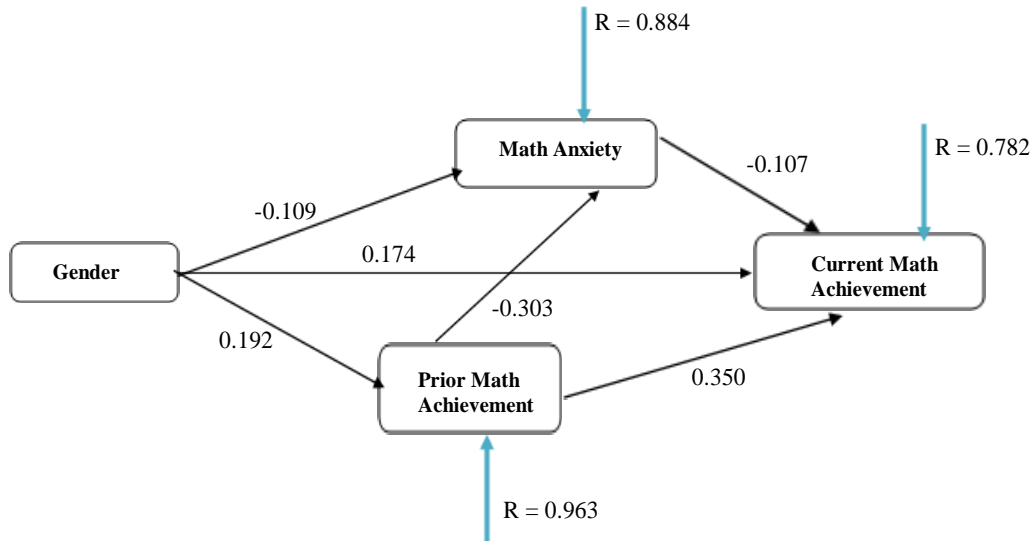 R = 0.884
Math Anxiety
R = 0.782
-0.107
-0.109
0.174
Gender
Current Math
Achievement
-0.303
0.192
Prior Math
Achievement
0.350
R = 0.963